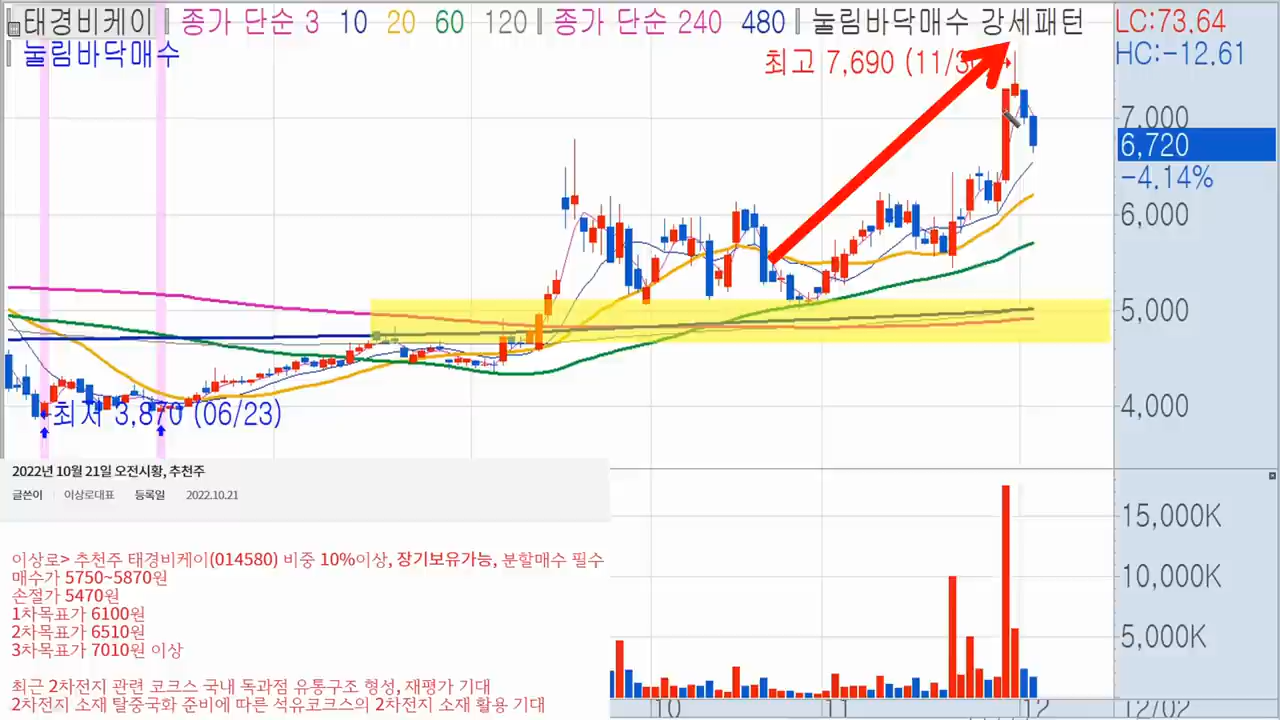 태경비케이 종가 단순 3 10 20 60 120 종가 단순 240 480 눌림바닥매수 강세패턴
눌림바닥매수
LC:73.64
HC:-12.61
최고 7,690 (11/30)
7,000
6,720
-4.14%
6,000
5,000
4,000
최저 3,870 (06/23)
2022년 10월 21일 오전시황, 추천주
글쓴이 이상로대표 등록일 2022.10.21
이상로> 추천주 태경비케이(014580) 비중 10%이상, 장기보유가능, 분할매수 필수
매수가 5750~5870원
손절가 5470원
1차목표가 6100원
2차목표가 6510원
3차목표가 7010원 이상
최근 2차전지 관련 코크스 국내 독과점 유통구조 형성, 재평가 기대
2차전지 소재 탈중국화 준비에 따른 석유코크스의 2차전지 소재 활용 기대
15,000K
10,000K
5,000K
10 11 12 12/02